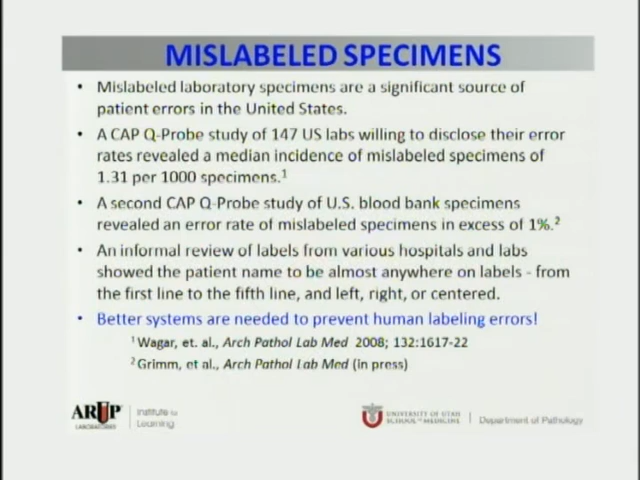 MISLABELED SPECIMENS
• Mislabeled laboratory specimens are a significant source of
patient errors in the United States.
• A CAP Q-Probe study of 147 US labs willing to disclose their error
rates revealed a median incidence of mislabeled specimens of
1.31 per 1000 specimens.¹
• A second CAP Q-Probe study of U.S. blood bank specimens
revealed an error rate of mislabeled specimens in excess of 1%.²
• An informal review of labels from various hospitals and labs
showed the patient name to be almost anywhere on labels - from
the first line to the fifth line, and left, right, or centered.
• Better systems are needed to prevent human labeling errors!
¹Wagar, et. al., Arch Pathol Lab Med 2008; 132:1617-22
²Grimm, et al., Arch Pathol Lab Med (in press)
ARUP
LABORATORIES
Institute for
Learning
UNIVERSITY OF UTAH
SCHOOL OF MEDICINE
Department of Pathology